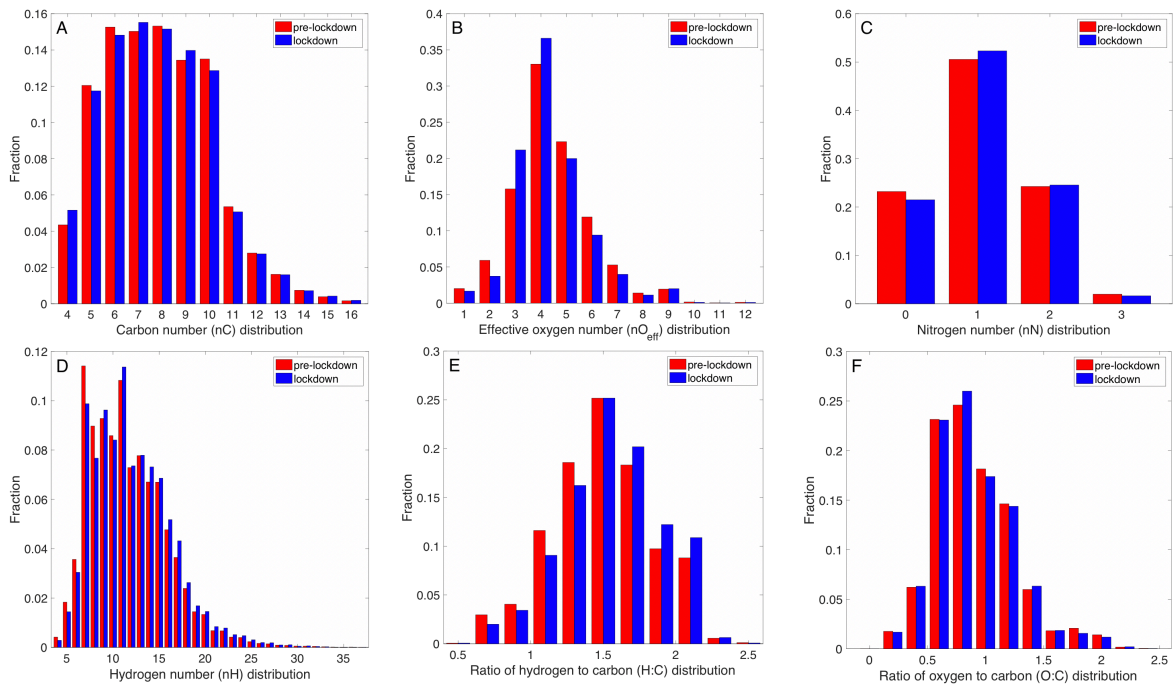 A
pre-lockdown
lockdown
0.16
0.14
0.12
0.1
0.08
0.06
0.04
0.02
0
Fraction
4 5 6 7 8 9 10 11 12 13 14 15 16
Carbon number (nC) distribution
B
pre-lockdown
lockdown
0.4
0.35
0.3
0.25
0.2
0.15
0.1
0.05
0
Fraction
1 2 3 4 5 6 7 8 9 10 11 12
Effective oxygen number (nOeff) distribution
C
pre-lockdown
lockdown
0.6
0.5
0.4
0.3
0.2
0.1
0
Fraction
0 1 2 3
Nitrogen number (nN) distribution
D
pre-lockdown
lockdown
0.12
0.1
0.08
0.06
0.04
0.02
0
Fraction
5 10 15 20 25 30 35
Hydrogen number (nH) distribution
E
pre-lockdown
lockdown
0.3
0.25
0.2
0.15
0.1
0.05
0
Fraction
0.5 1 1.5 2 2.5
Ratio of hydrogen to carbon (H:C) distribution
F
pre-lockdown
lockdown
0.3
0.25
0.2
0.15
0.1
0.05
0
Fraction
0 0.5 1 1.5 2 2.5
Ratio of oxygen to carbon (O:C) distribution